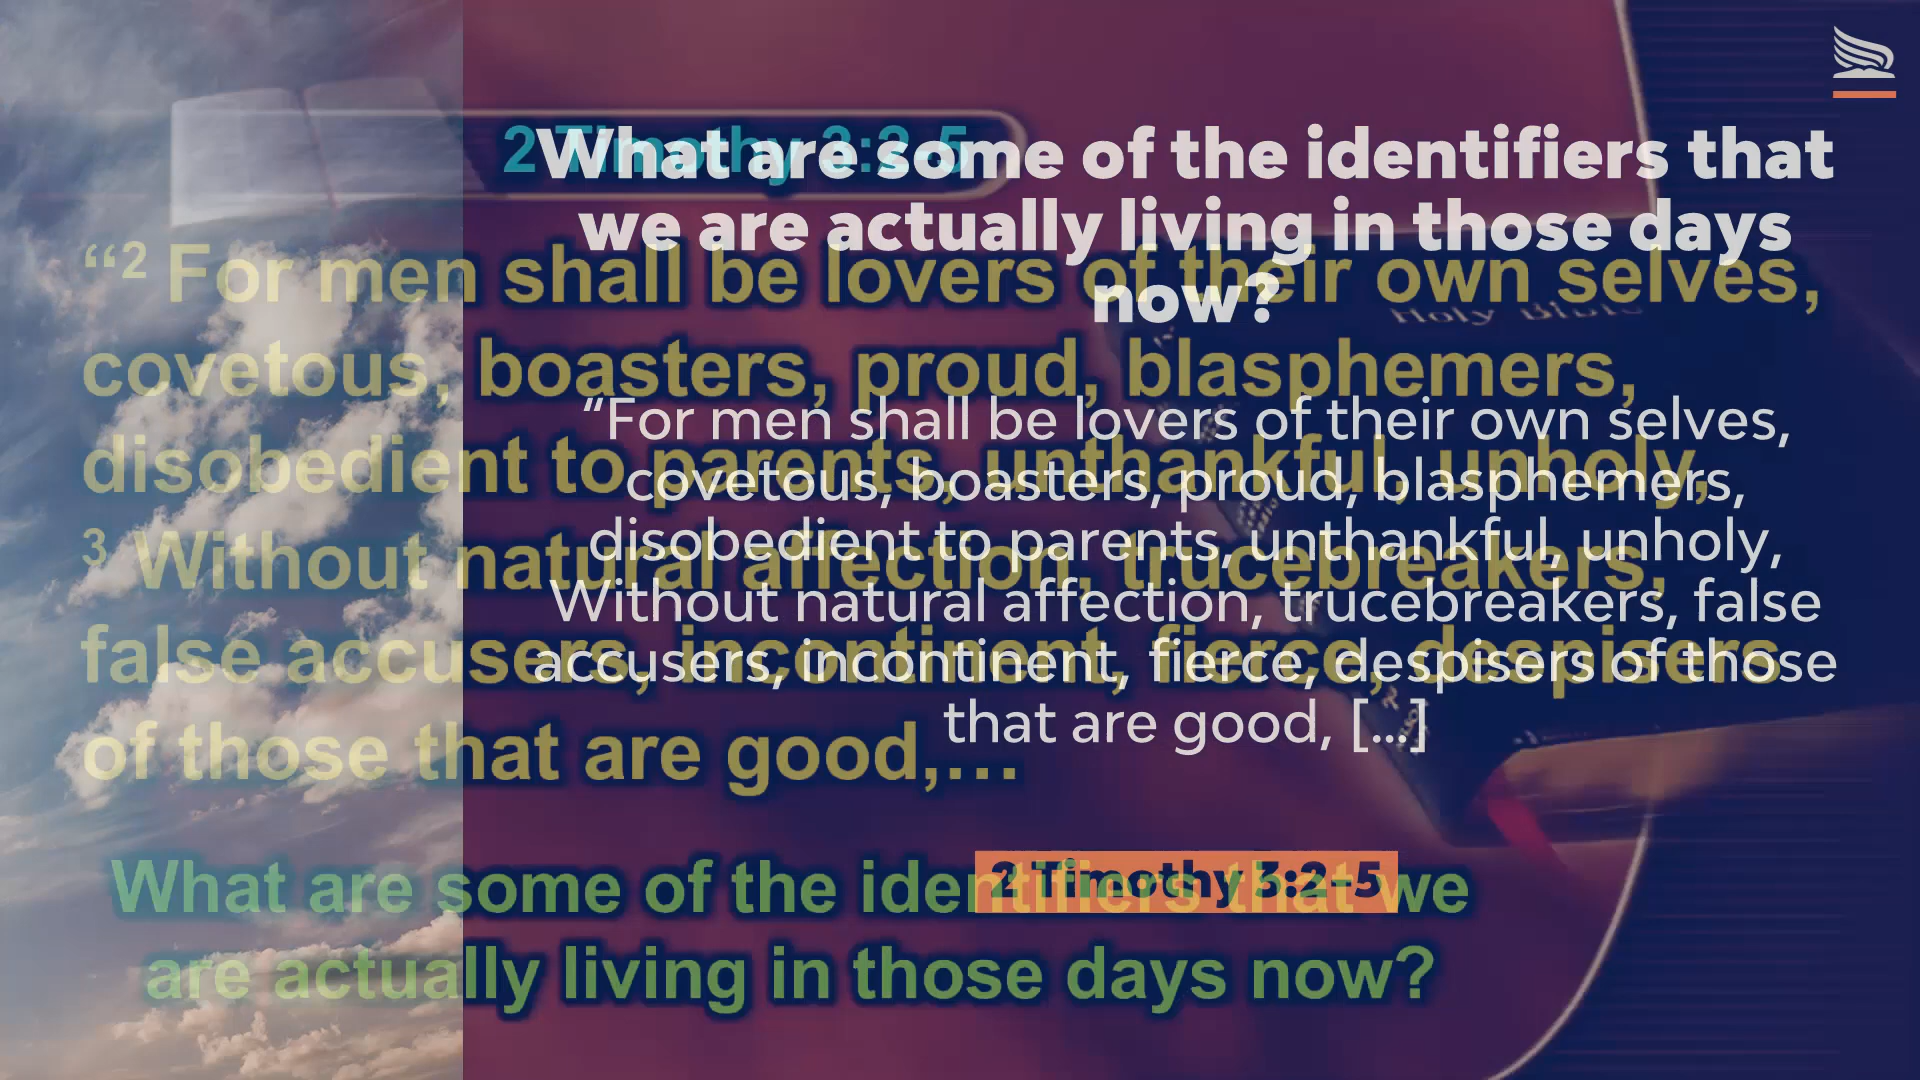 2 Timothy 3:2-5
“² For men shall be lovers of their own selves,
covetous, boasters, proud, blasphemers,
disobedient to parents, unthankful, unholy,
³ Without natural affection, trucebreakers,
false accusers, incontinent, fierce, despisers
of those that are good,…
What are some of the identifiers that we
are actually living in those days now?
What are some of the identifiers that
we are actually living in those days
now?
“For men shall be lovers of their own selves,
covetous, boasters, proud, blasphemers,
disobedient to parents, unthankful, unholy,
Without natural affection, trucebreakers, false
accusers, incontinent, fierce, despisers of those
that are good, [...]
2 Timothy 3:2-5
Holy Bible